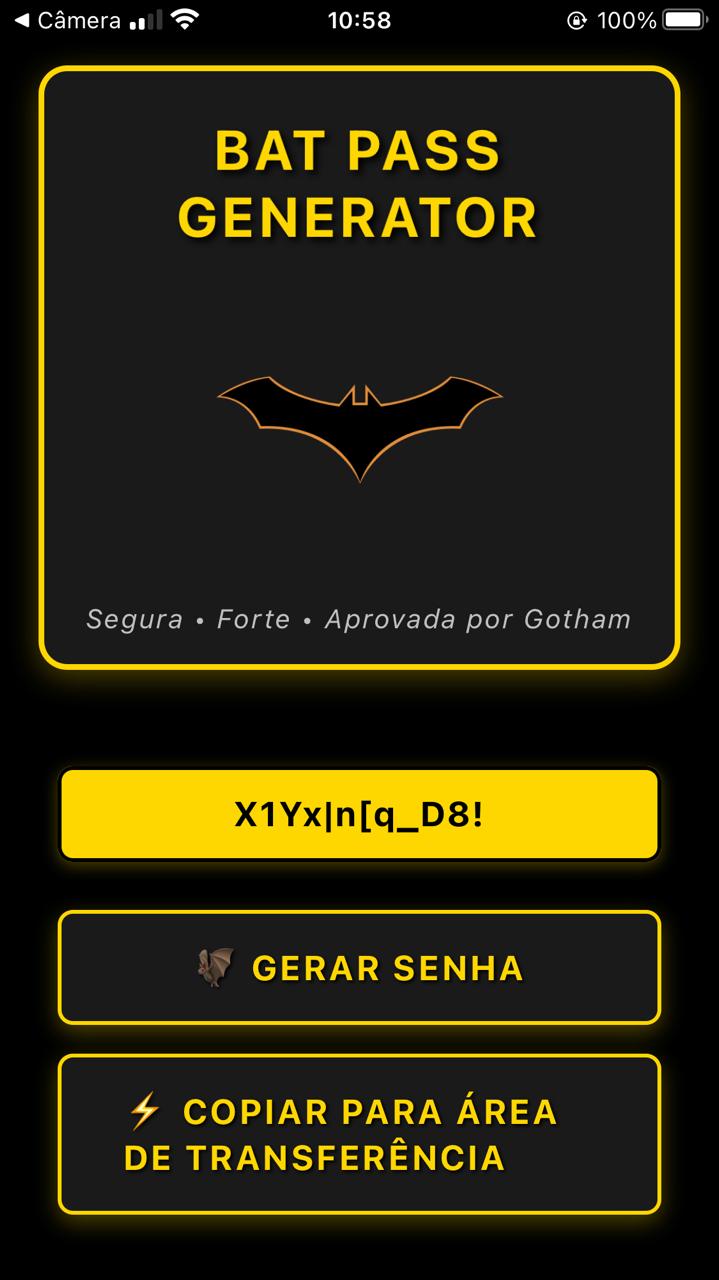 ◀ Câmera 10:58 100%
BAT PASS
GENERATOR
Segura • Forte • Aprovada por Gotham
X1Yx|n[q_D8!
🦇 GERAR SENHA
⚡ COPIAR PARA ÁREA
DE TRANSFERÊNCIA